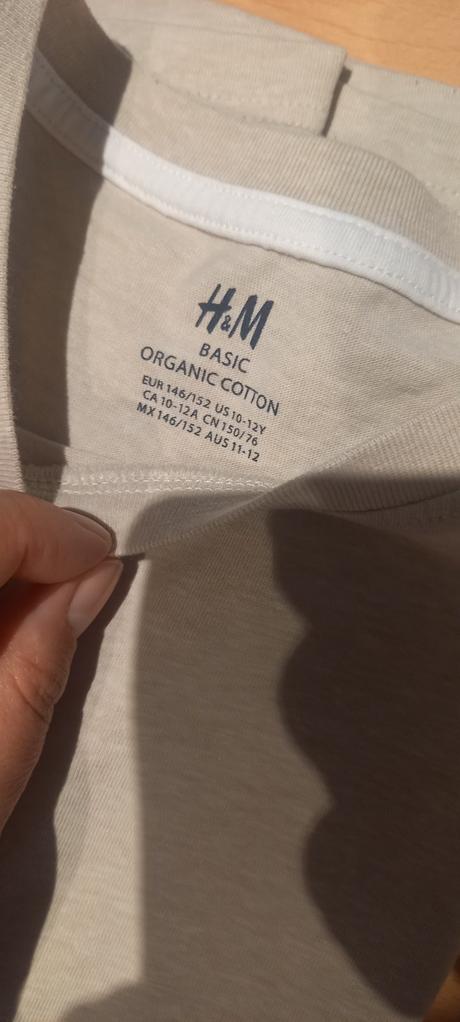 H&M
BASIC
ORGANIC COTTON
EUR 146/152 US 10-12Y
CA 10-12A CN 150/76
MX 146/152 AUS 11-12